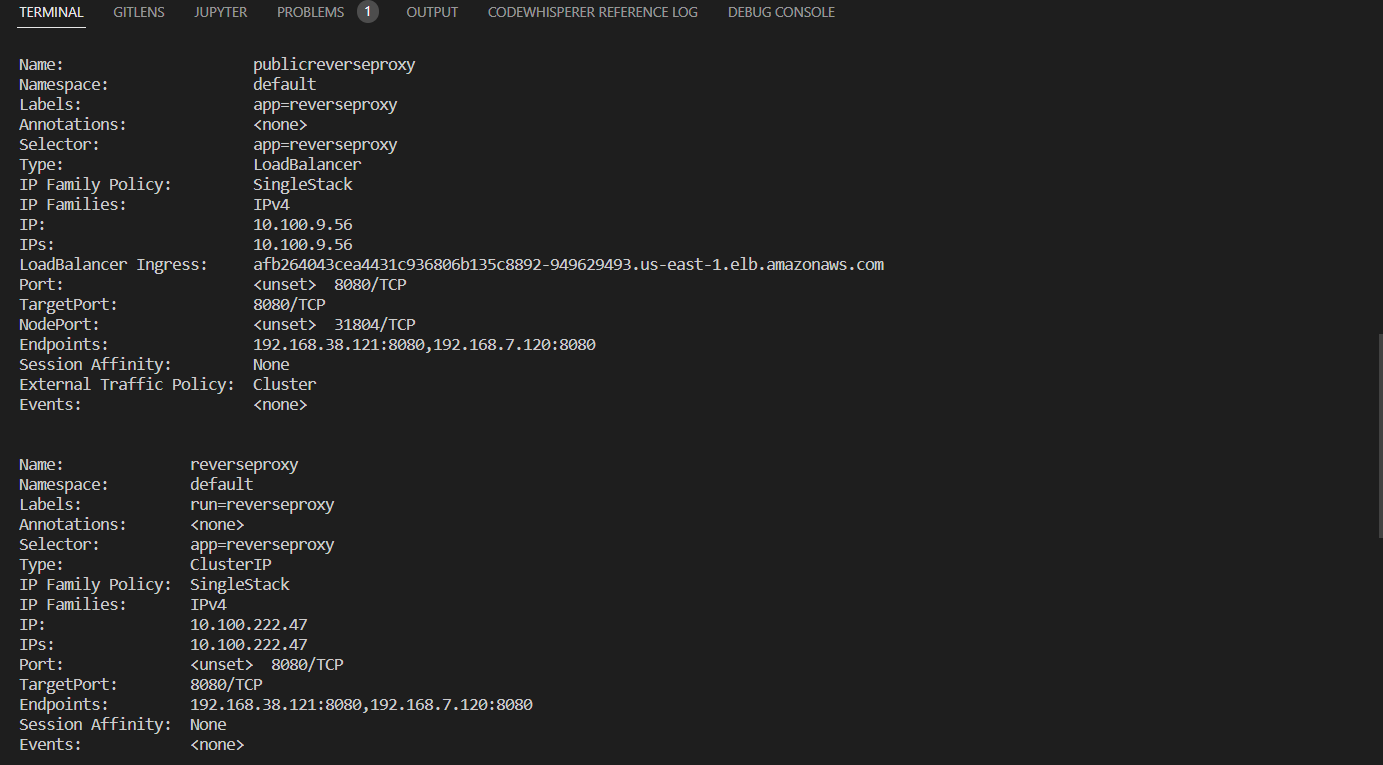 TERMINAL GITLENS JUPYTER PROBLEMS 1 OUTPUT CODEWHISPERER REFERENCE LOG DEBUG CONSOLE
Name: publicreverseproxy
Namespace: default
Labels: app=reverseproxy
Annotations: <none>
Selector: app=reverseproxy
Type: LoadBalancer
IP Family Policy: SingleStack
IP Families: IPv4
IP: 10.100.9.56
IPs: 10.100.9.56
LoadBalancer Ingress: afb264043cea4431c936806b135c8892-949629493.us-east-1.elb.amazonaws.com
Port: <unset> 8080/TCP
TargetPort: 8080/TCP
NodePort: <unset> 31804/TCP
Endpoints: 192.168.38.121:8080,192.168.7.120:8080
Session Affinity: None
External Traffic Policy: Cluster
Events: <none>
Name: reverseproxy
Namespace: default
Labels: run=reverseproxy
Annotations: <none>
Selector: app=reverseproxy
Type: ClusterIP
IP Family Policy: SingleStack
IP Families: IPv4
IP: 10.100.222.47
IPs: 10.100.222.47
Port: <unset> 8080/TCP
TargetPort: 8080/TCP
Endpoints: 192.168.38.121:8080,192.168.7.120:8080
Session Affinity: None
Events: <none>